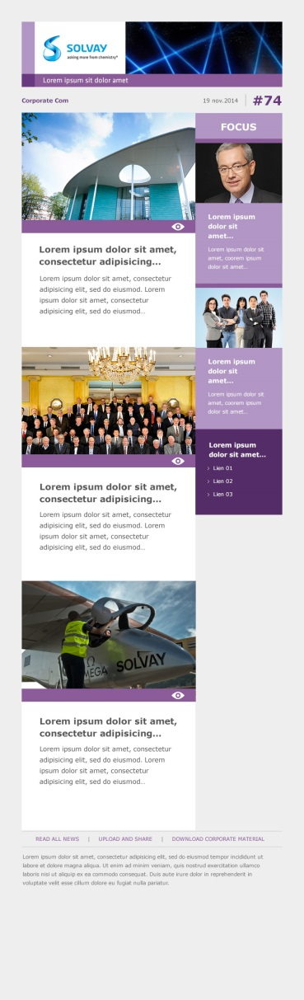 SOLVAY
asking more from chemistry®
Lorem ipsum dolor sit amet
Corporate Com
19 nov.2014
#74
Lorem ipsum dolor sit amet,
consectetur adipisicing...
Lorem ipsum dolor sit amet, consectetur
adipisicing elit, sed do eiusmod. Lorem
ipsum dolor sit amet, consectetur
adipisicing elit, sed do eiusmod...
Lorem ipsum dolor sit amet,
consectetur adipisicing...
Lorem ipsum dolor sit amet, consectetur
adipisicing elit, sed do eiusmod. Lorem
ipsum dolor sit amet, consectetur
adipisicing elit, sed do eiusmod...
OMEGA
SOLVAY
Lorem ipsum dolor sit amet,
consectetur adipisicing...
Lorem ipsum dolor sit amet, consectetur
adipisicing elit, sed do eiusmod. Lorem
ipsum dolor sit amet, consectetur
adipisicing elit, sed do eiusmod...
FOCUS
Lorem ipsum
dolor sit
amet...
Lorem ipsum dolor sit
amet, coorem ipsum
dolor sit amet...
Lorem ipsum
dolor sit
amet...
Lorem ipsum dolor sit
amet, coorem ipsum
dolor sit amet...
Lorem ipsum
dolor sit amet...
› Lien 01
› Lien 02
› Lien 03
READ ALL NEWS | UPLOAD AND SHARE | DOWNLOAD CORPORATE MATERIAL
Lorem ipsum dolor sit amet, consectetur adipisicing elit, sed do eiusmod tempor incididunt ut
labore et dolore magna aliqua. Ut enim ad minim veniam, quis nostrud exercitation ullamco
laboris nisi ut aliquip ex ea commodo consequat. Duis aute irure dolor in reprehenderit in
voluptate velit esse cillum dolore eu fugiat nulla pariatur.